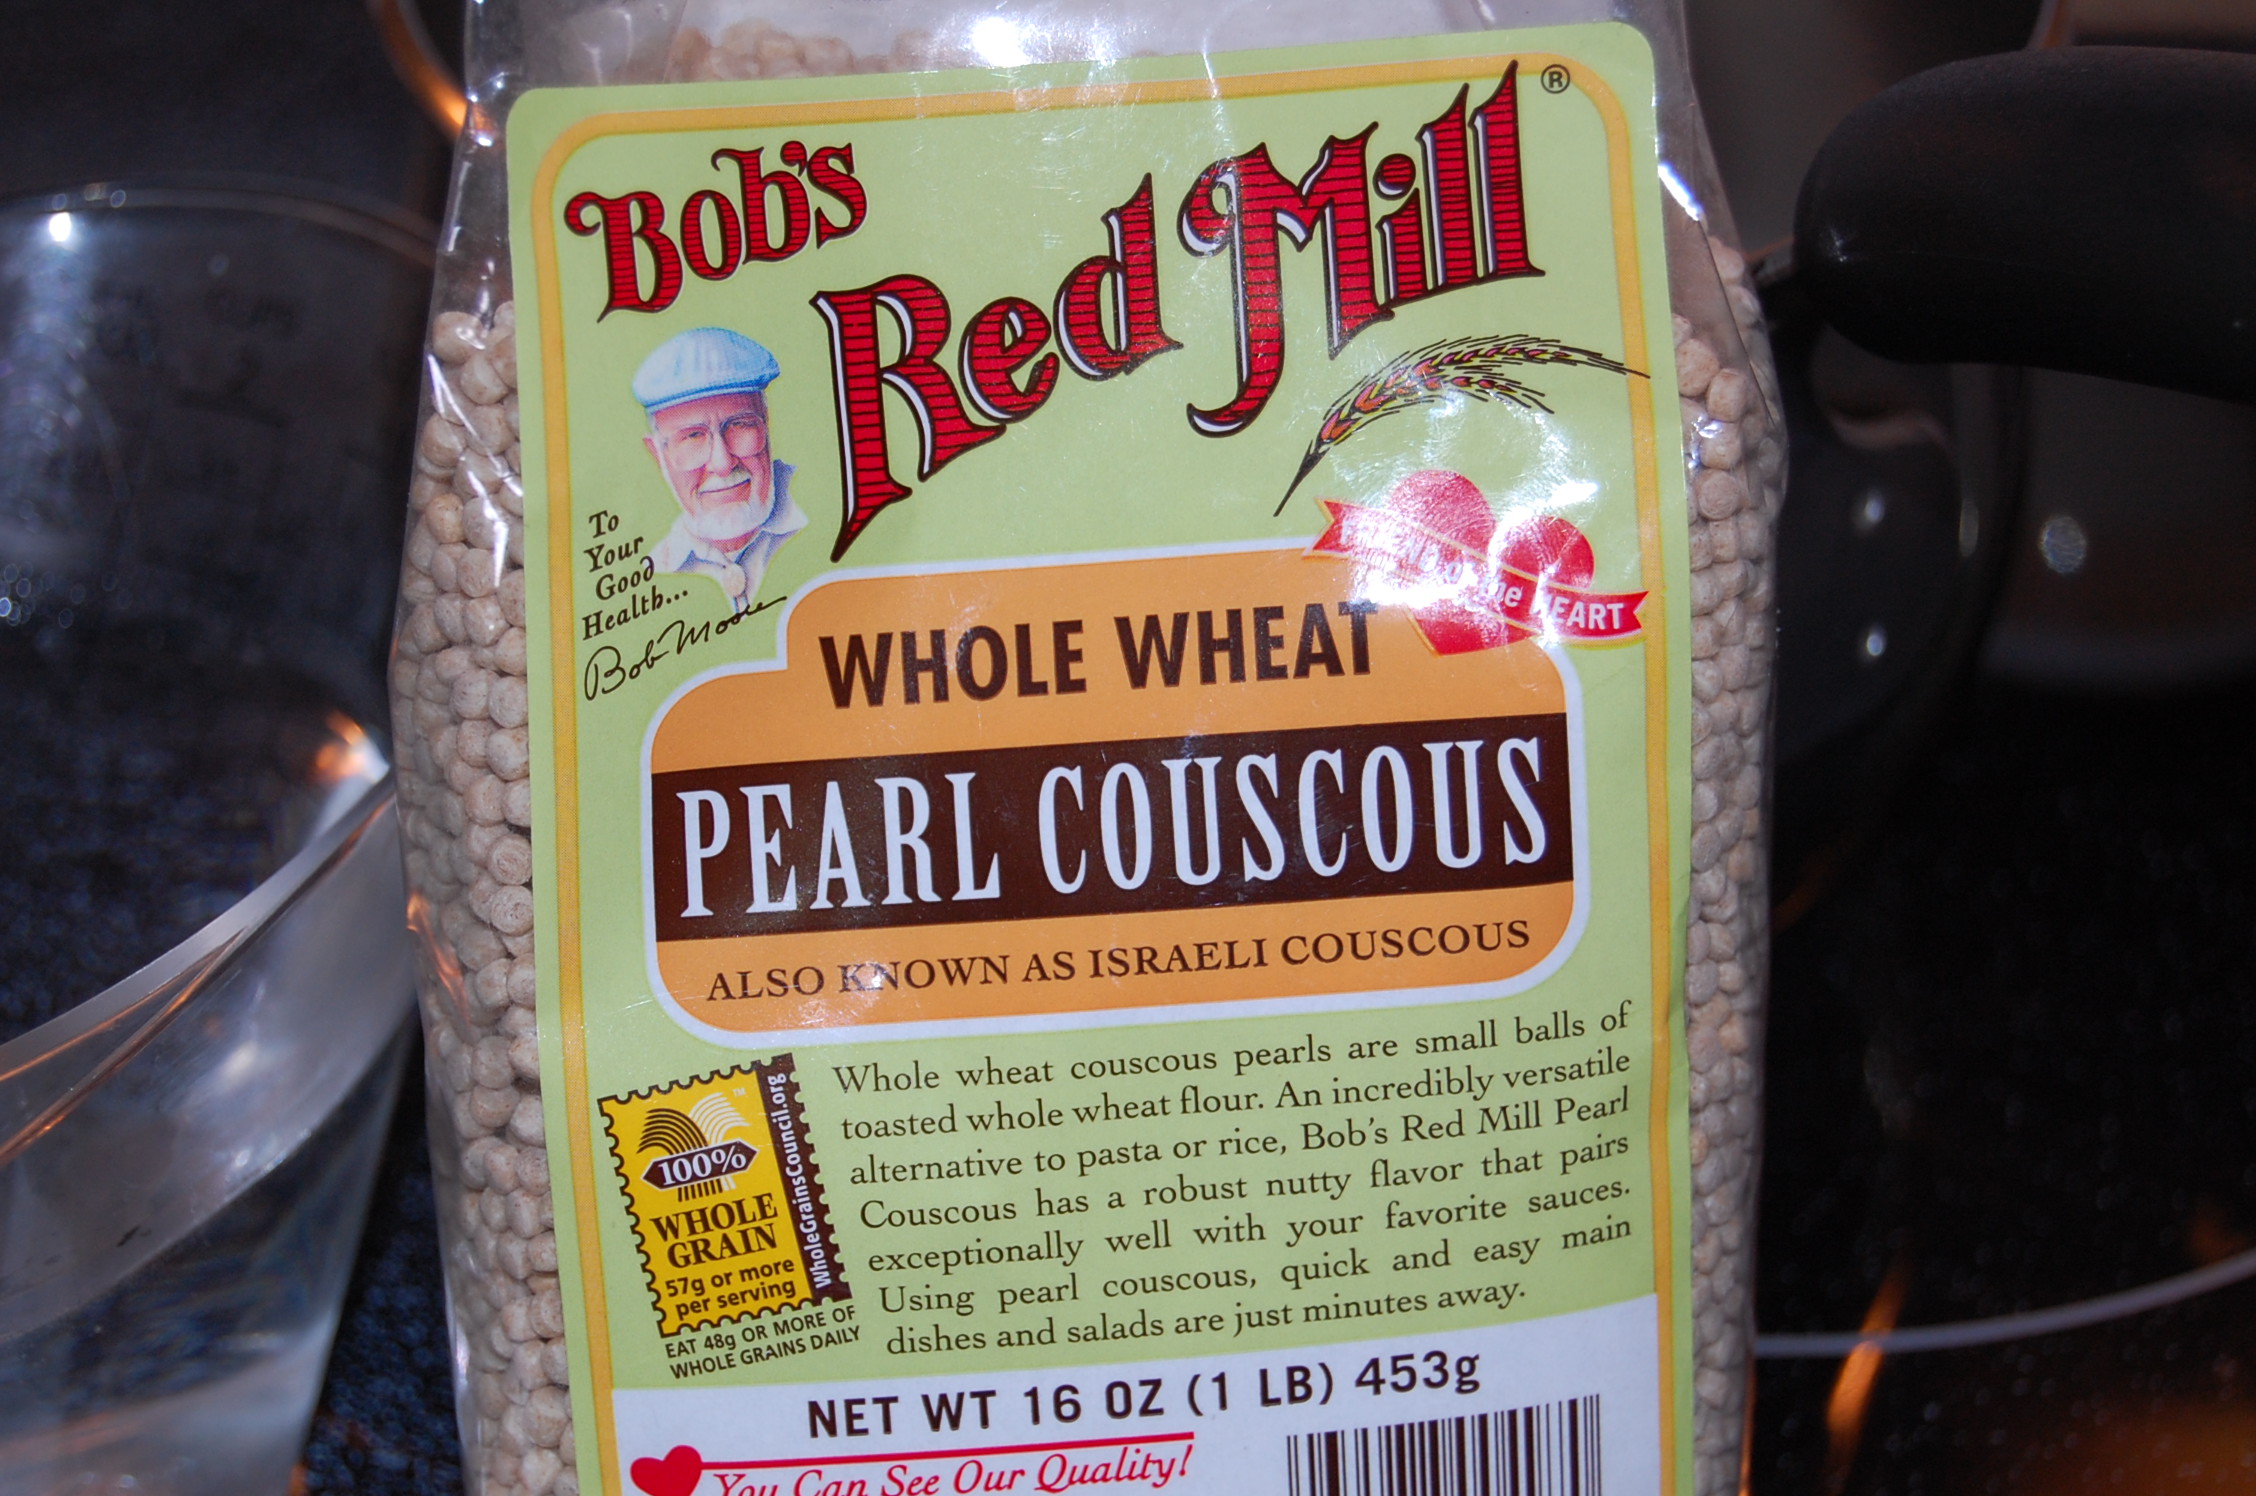 Bob's
Red Mill®
To
Your
Good
Health...
Bob Moore
of the HEART
WHOLE WHEAT
PEARL COUSCOUS
ALSO KNOWN AS ISRAELI COUSCOUS
Whole wheat couscous pearls are small balls of
toasted whole wheat flour. An incredibly versatile
alternative to pasta or rice, Bob's Red Mill Pearl
Couscous has a robust nutty flavor that pairs
exceptionally well with your favorite sauces.
Using pearl couscous, quick and easy main
dishes and salads are just minutes away.
TM
100%
WHOLE
GRAIN
57g or more
per serving
WholeGrainsCouncil.org
EAT 48g OR MORE OF
WHOLE GRAINS DAILY
NET WT 16 OZ (1 LB) 453g
You Can See Our Quality!